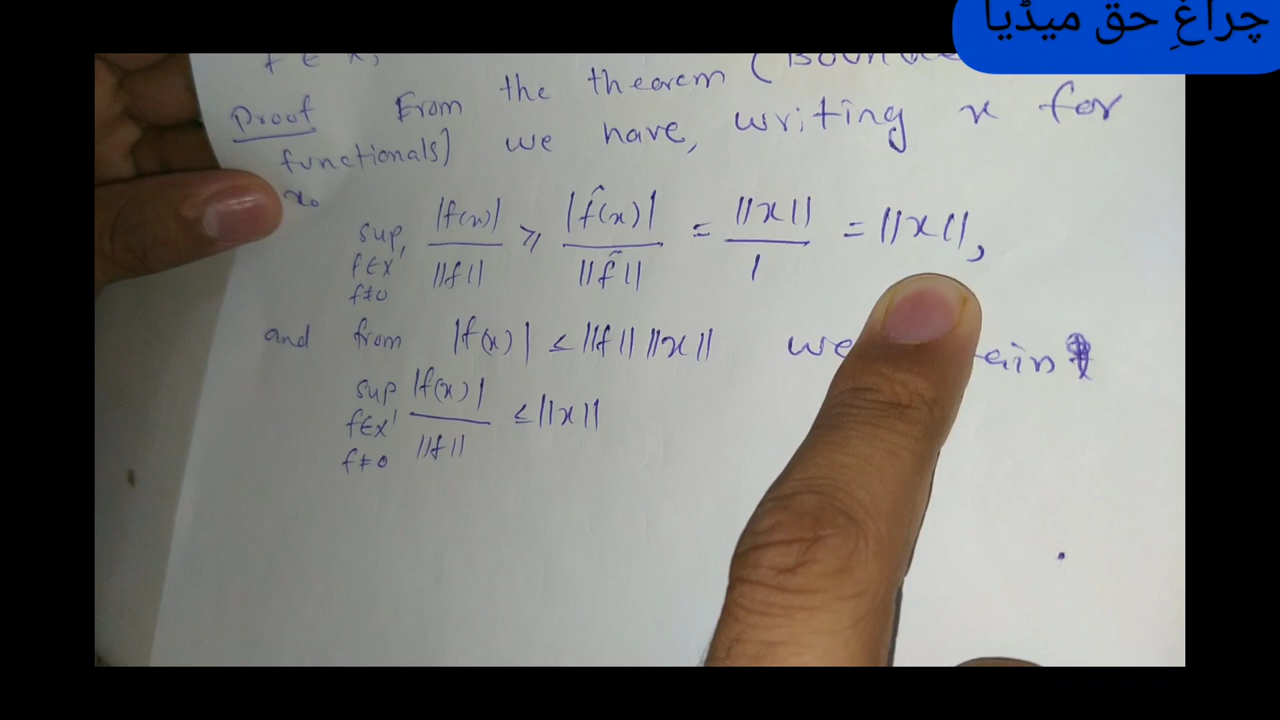 چراغِ حق میڈیا
Proof From the theorem (
functionals) we have, writing x for
x₀
sup |f(x)| ⩾ |f̂(x)| = ||x|| = ||x||,
f∈X' ||f|| ||f̂|| 1
f≠0
and from |f(x)| ≤ ||f|| ||x|| we
sup |f(x)| ≤ ||x||
f∈X' ||f||
f≠0